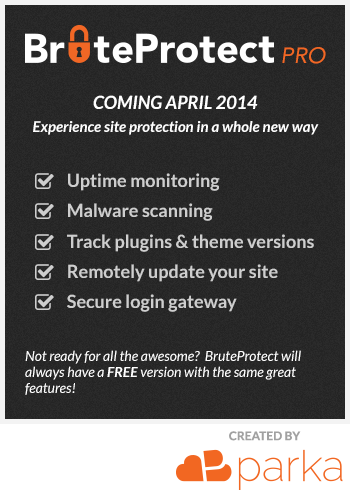 BruteProtect PRO
COMING APRIL 2014
Experience site protection in a whole new way
Uptime monitoring
Malware scanning
Track plugins & theme versions
Remotely update your site
Secure login gateway
Not ready for all the awesome? BruteProtect will
always have a FREE version with the same great
features!
CREATED BY
parka